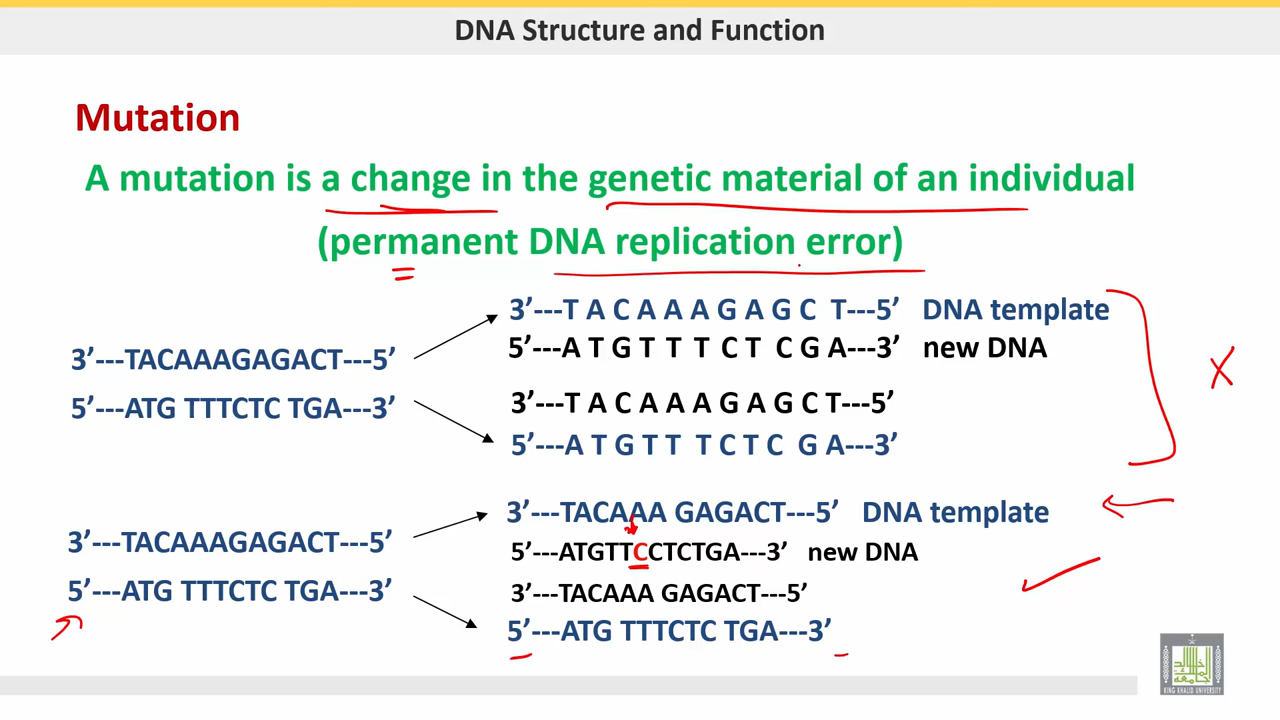 DNA Structure and Function
Mutation
A mutation is a change in the genetic material of an individual
(permanent DNA replication error)
3’---TACAAAGAGACT---5’
5’---ATG TTTCTC TGA---3’
3’---T A C A A A G A G C T---5’ DNA template
5’---A T G T T T C T C G A---3’ new DNA
3’---T A C A A A G A G C T---5’
5’---A T G T T T C T C G A---3’
X
3’---TACAAAGAGACT---5’
5’---ATG TTTCTC TGA---3’
3’---TACAAA GAGACT---5’ DNA template
5’---ATGTTCCTCTGA---3’ new DNA
3’---TACAAA GAGACT---5’
5’---ATG TTTCTC TGA---3’
KING KHALID UNIVERSITY